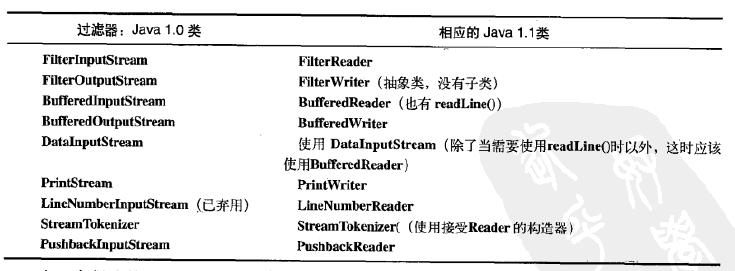 过滤器：Java 1.0 类 相应的 Java 1.1类
FilterInputStream FilterReader
FilterOutputStream FilterWriter（抽象类，没有子类）
BufferedInputStream BufferedReader（也有 readLine()）
BufferedOutputStream BufferedWriter
DataInputStream 使用 DataInputStream（除了当需要使用readLine()时以外，这时应该
使用BufferedReader）
PrintStream PrintWriter
LineNumberInputStream（已弃用） LineNumberReader
StreamTokenizer StreamTokenizer(（使用接受Reader 的构造器）
PushbackInputStream PushbackReader